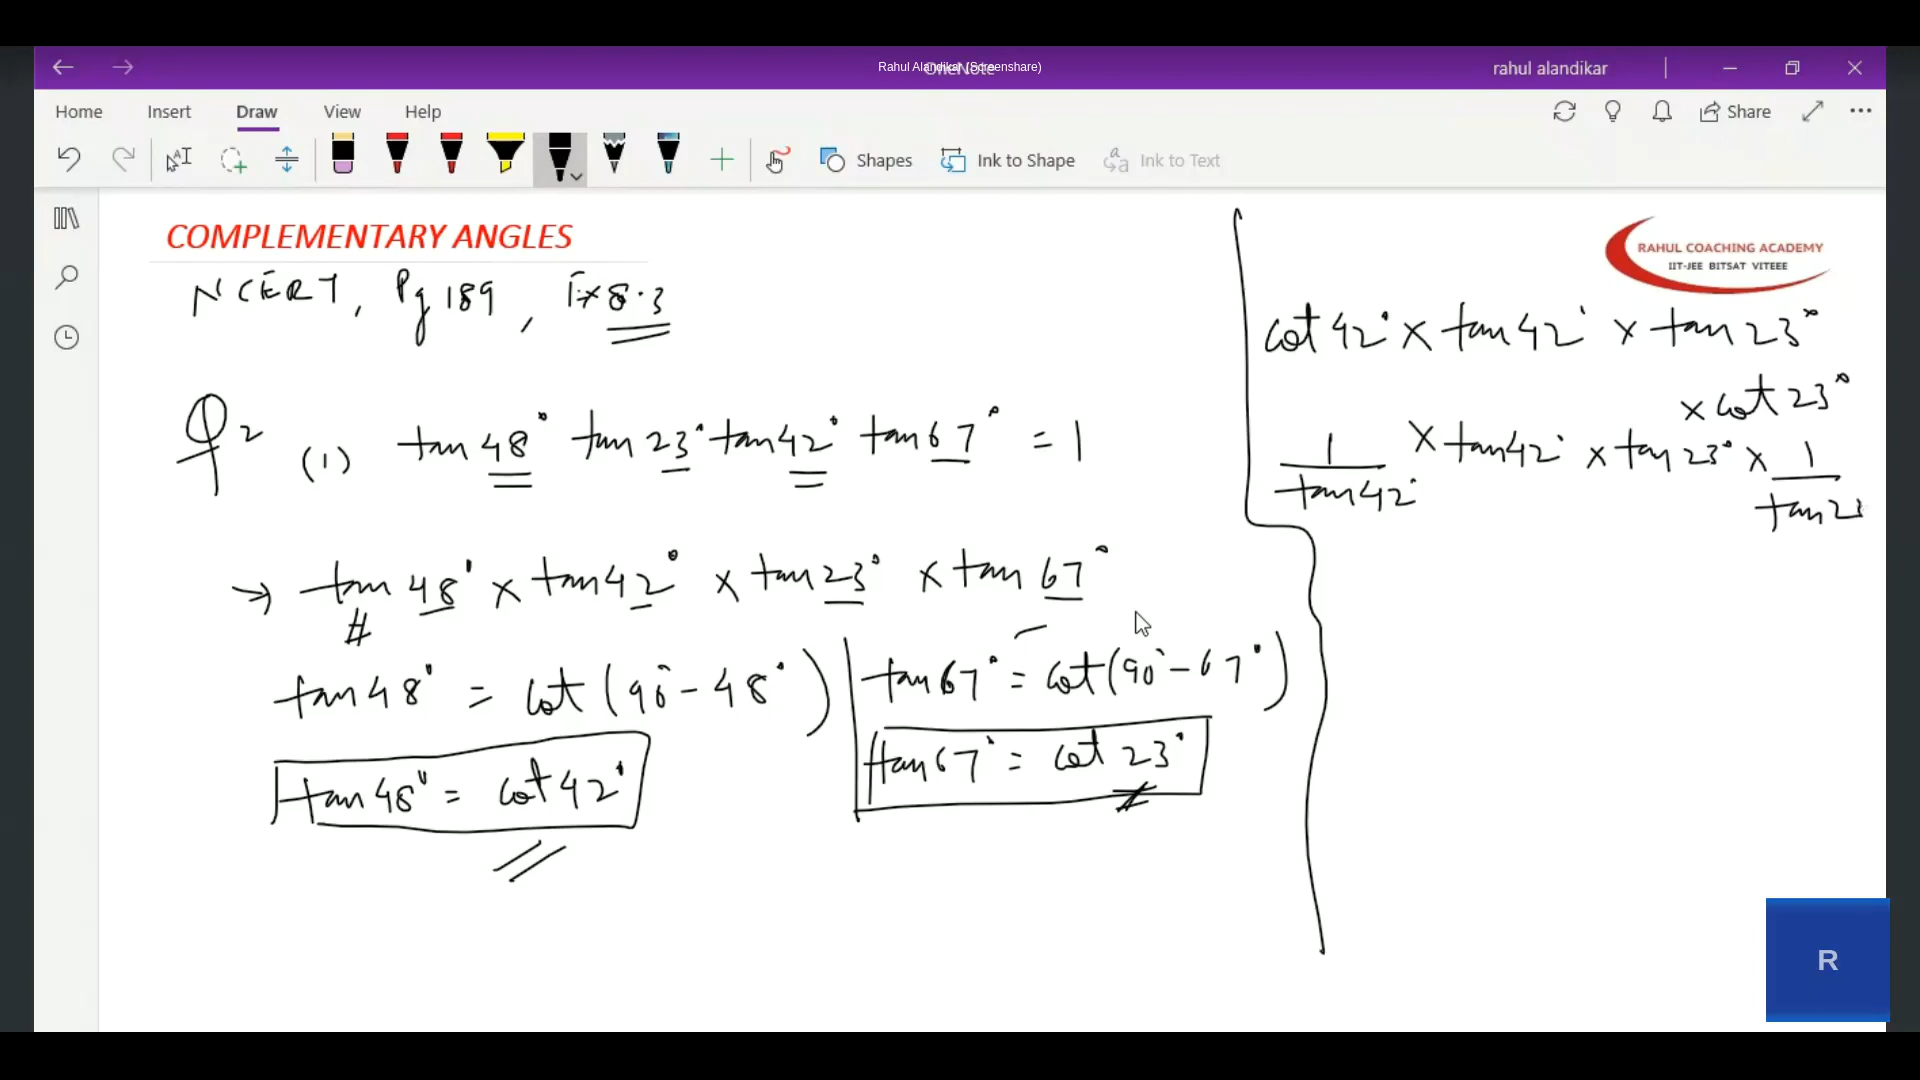 Rahul Alandikar (Screenshare)
OneNote
rahul alandikar
Home Insert Draw View Help
Share
Shapes Ink to Shape Ink to Text
COMPLEMENTARY ANGLES
NCERT, Pg 189, Ex 8.3
Q2 (1) tan 48° tan 23° tan 42° tan 67° = 1
→ tan 48° × tan 42° × tan 23° × tan 67°
tan 48° = cot (90° - 48°)
tan 48° = cot 42°
tan 67° = cot (90° - 67°)
tan 67° = cot 23°
RAHUL COACHING ACADEMY
IIT-JEE BITSAT VITEEE
cot 42° × tan 42° × tan 23°
× cot 23°
1/tan 42° × tan 42° × tan 23° × 1/tan 23
R